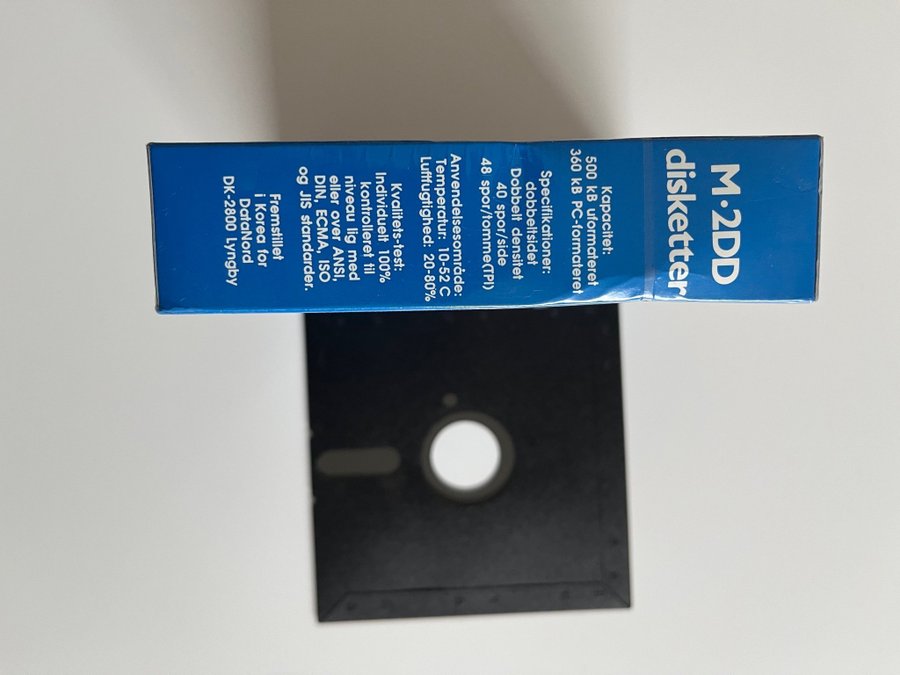 M·2DD
disketter
Kapacitet:
500 kB uformateret
360 kB PC-formateret
Specifikationer:
dobbeltsidet
Dobbelt densitet
40 spor/side
48 spor/tomme(TPI)
Anvendelsesområde:
Temperatur: 10-52 C
Luftfugtighed: 20-80%
Kvalitets-test:
Individuelt 100%
kontrolleret til
niveau lig med
eller over ANSI,
DIN, ECMA, ISO
og JIS standarder.
Fremstillet
i Korea for
DataNord
DK-2800 Lyngby